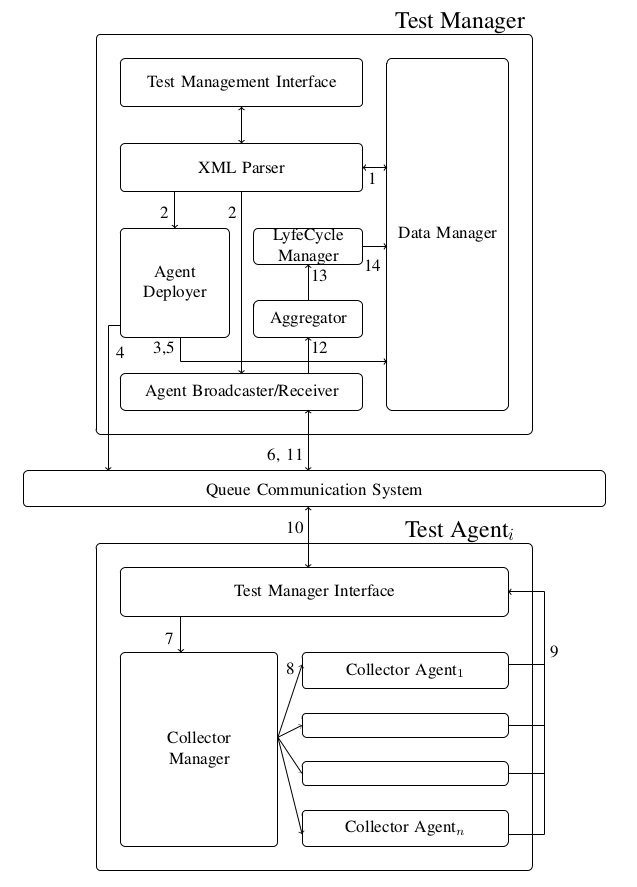 Test Manager
Test Management Interface
XML Parser
1
2
2
Data Manager
LyfeCycle
Manager
14
Agent
Deployer
13
Aggregator
4
3,5
12
Agent Broadcaster/Receiver
6, 11
Queue Communication System
10
Test Agent$_i$
Test Manager Interface
7
9
8
Collector Agent$_1$
Collector
Manager
Collector Agent$_n$